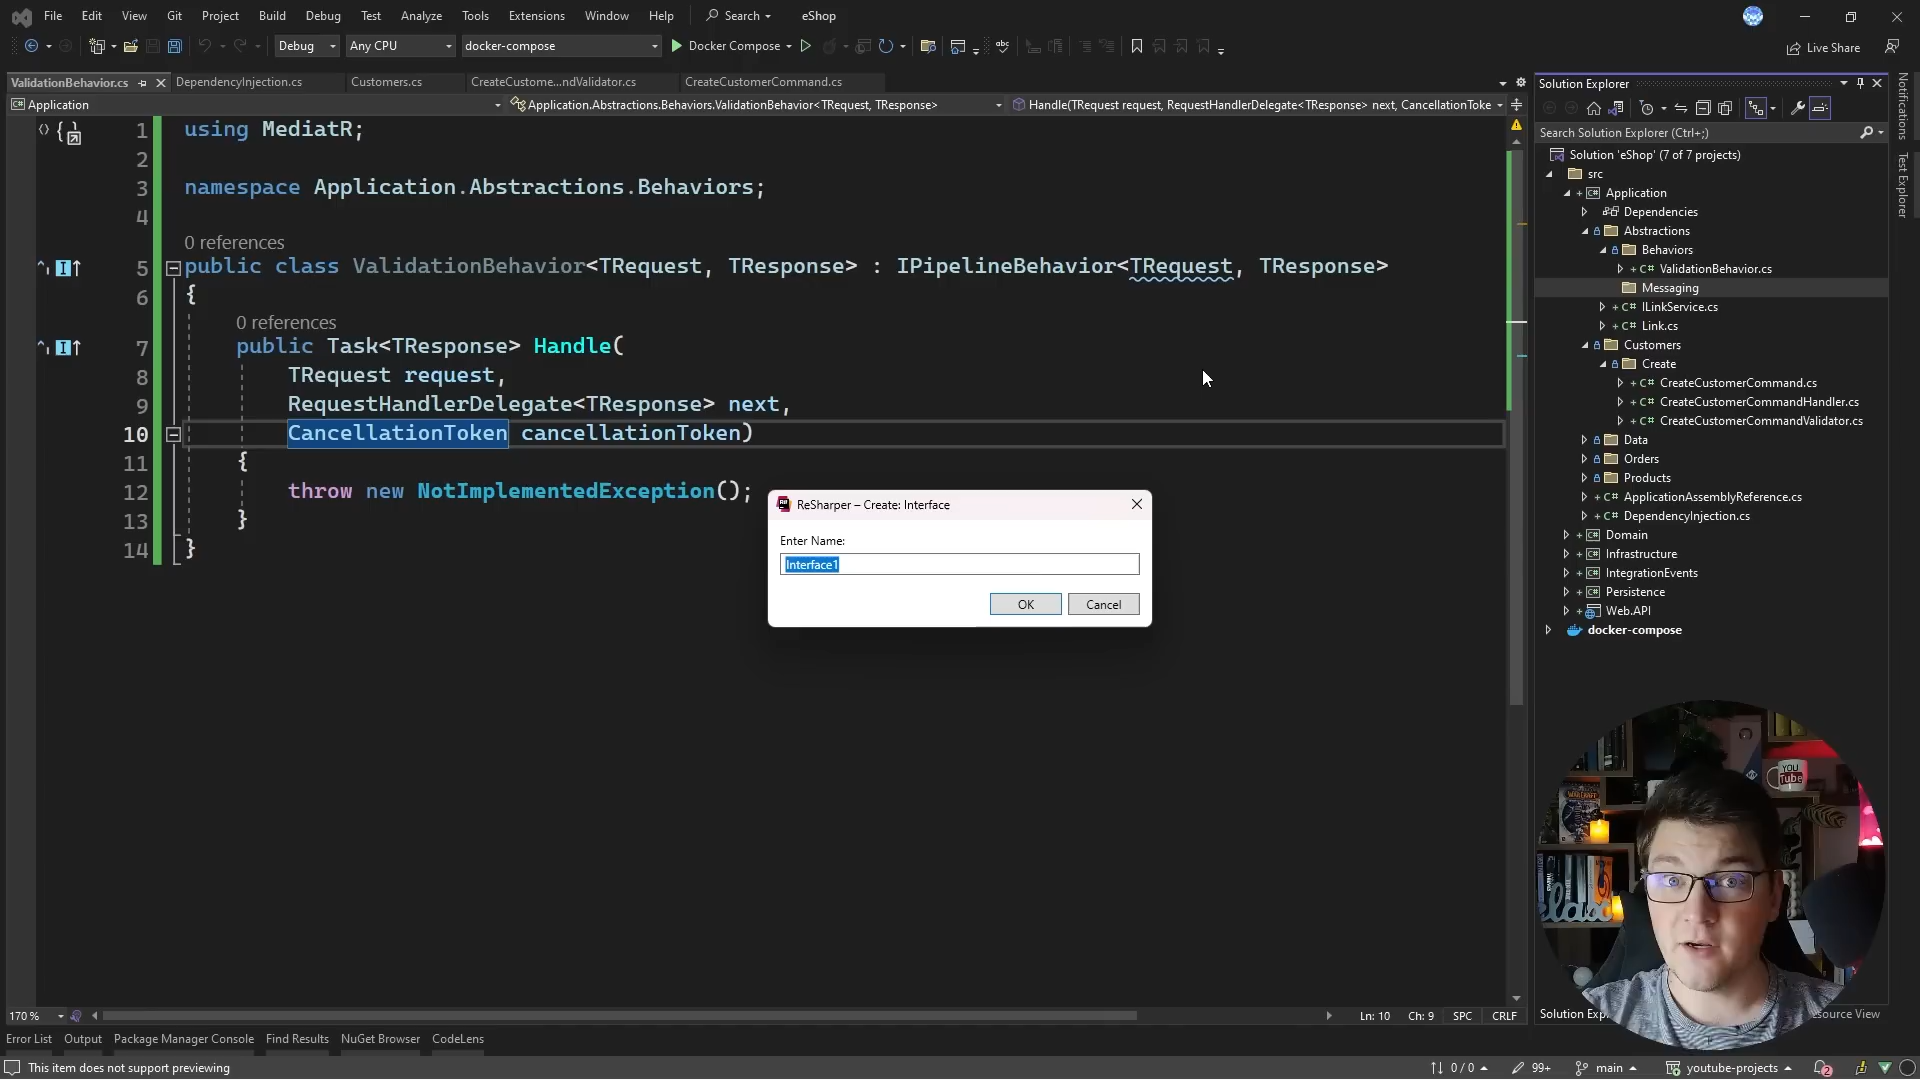 File Edit View Git Project Build Debug Test Analyze Tools Extensions Window Help Search eShop
Debug Any CPU docker-compose Docker Compose Live Share
ValidationBehavior.cs DependencyInjection.cs Customers.cs CreateCustome...ndValidator.cs CreateCustomerCommand.cs
Application Application.Abstractions.Behaviors.ValidationBehavior<TRequest, TResponse> Handle(TRequest request, RequestHandlerDelegate<TResponse> next, CancellationToke
1 using MediatR;
2
3 namespace Application.Abstractions.Behaviors;
4
0 references
5 public class ValidationBehavior<TRequest, TResponse> : IPipelineBehavior<TRequest, TResponse>
6 {
0 references
7 public Task<TResponse> Handle(
8 TRequest request,
9 RequestHandlerDelegate<TResponse> next,
10 CancellationToken cancellationToken)
11 {
12 throw new NotImplementedException();
13 }
14 }
ReSharper – Create: Interface
Enter Name:
Interface1
OK Cancel
Solution Explorer
Search Solution Explorer (Ctrl+;)
Solution 'eShop' (7 of 7 projects)
src
Application
Dependencies
Abstractions
Behaviors
ValidationBehavior.cs
Messaging
ILinkService.cs
Link.cs
Customers
Create
CreateCustomerCommand.cs
CreateCustomerCommandHandler.cs
CreateCustomerCommandValidator.cs
Data
Orders
Products
ApplicationAssemblyReference.cs
DependencyInjection.cs
Domain
Infrastructure
IntegrationEvents
Persistence
Web.API
docker-compose
Notifications
Test Explorer
YOU
Tube
170 % Ln: 10 Ch: 9 SPC CRLF
Error List Output Package Manager Console Find Results NuGet Browser CodeLens
This item does not support previewing 0 / 0 99+ main youtube-projects 2